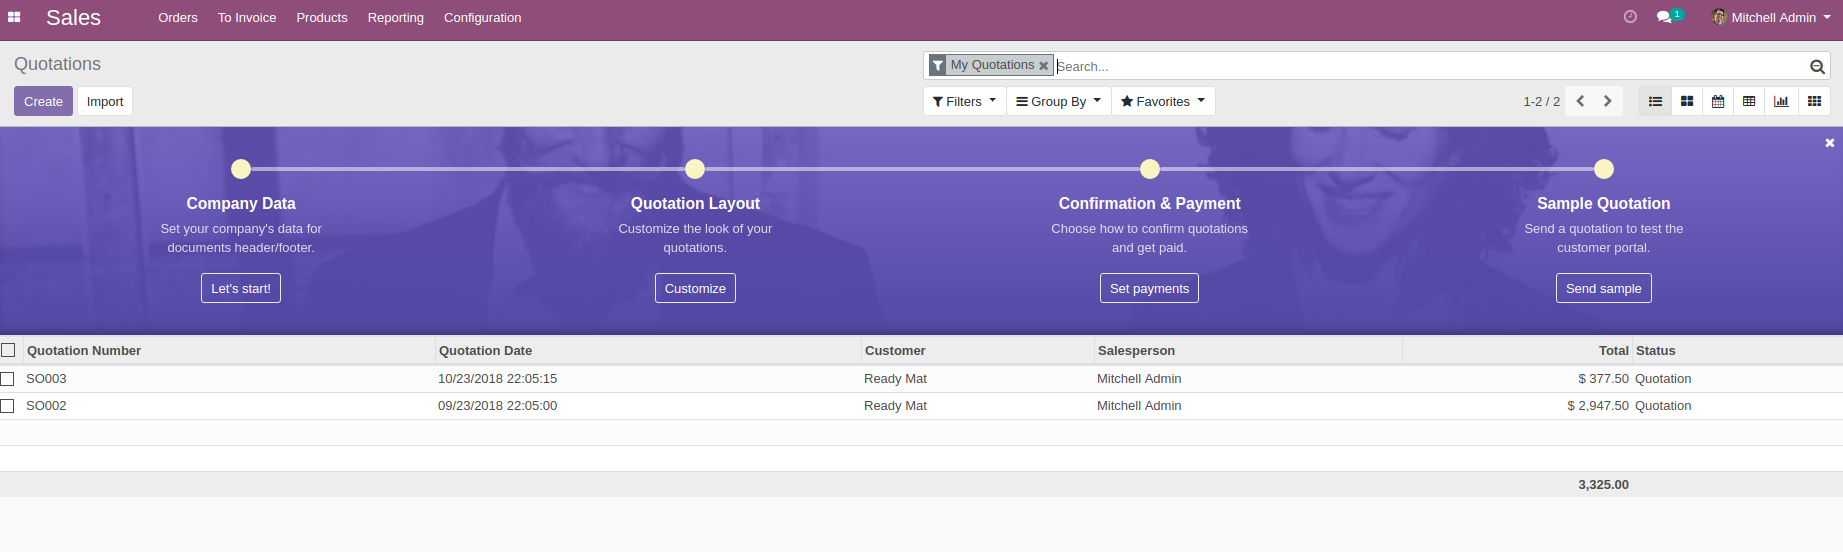 Sales Orders To Invoice Products Reporting Configuration 1 Mitchell Admin
Quotations My Quotations Search...
Create Import Filters Group By Favorites 1-2 / 2
Company Data Quotation Layout Confirmation & Payment Sample Quotation
Set your company's data for Customize the look of your Choose how to confirm quotations Send a quotation to test the
documents header/footer. quotations. and get paid. customer portal.
Let's start! Customize Set payments Send sample
Quotation Number Quotation Date Customer Salesperson Total Status
SO003 10/23/2018 22:05:15 Ready Mat Mitchell Admin $ 377.50 Quotation
SO002 09/23/2018 22:05:00 Ready Mat Mitchell Admin $ 2,947.50 Quotation
3,325.00